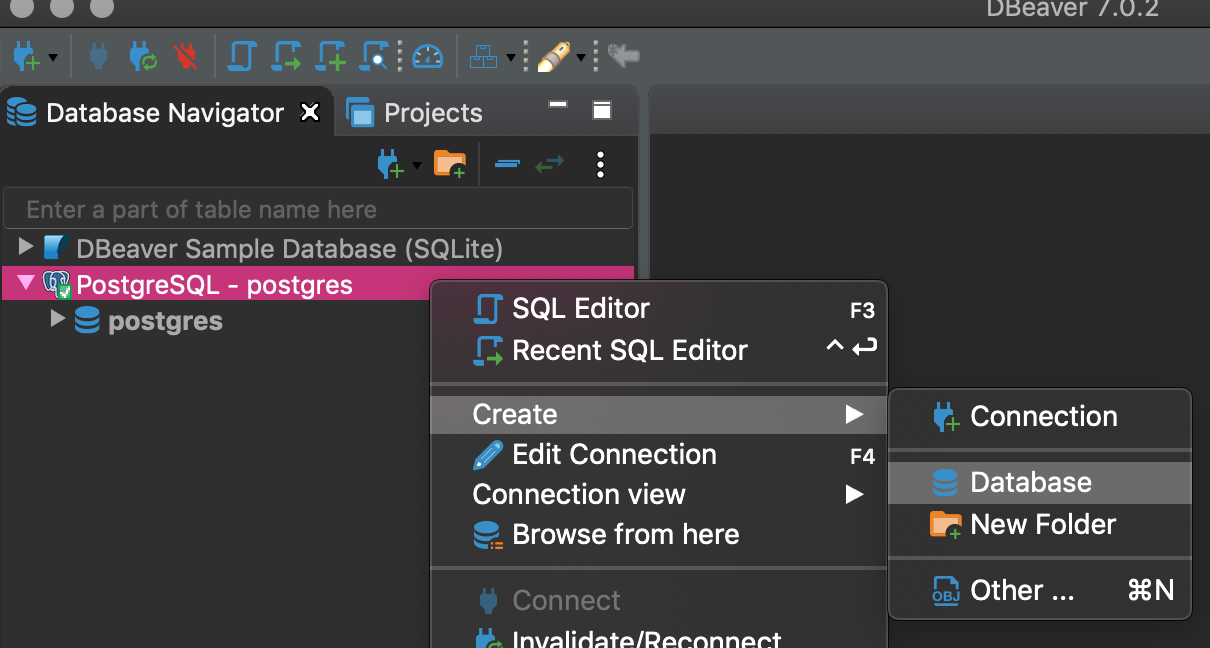 DBeaver 7.0.2
Database Navigator
Projects
Enter a part of table name here
DBeaver Sample Database (SQLite)
PostgreSQL - postgres
postgres
SQL Editor F3
Recent SQL Editor ^↩
Create
Edit Connection F4
Connection view
Browse from here
Connect
Invalidate/Reconnect
Connection
Database
New Folder
OBJ Other ... ⌘N